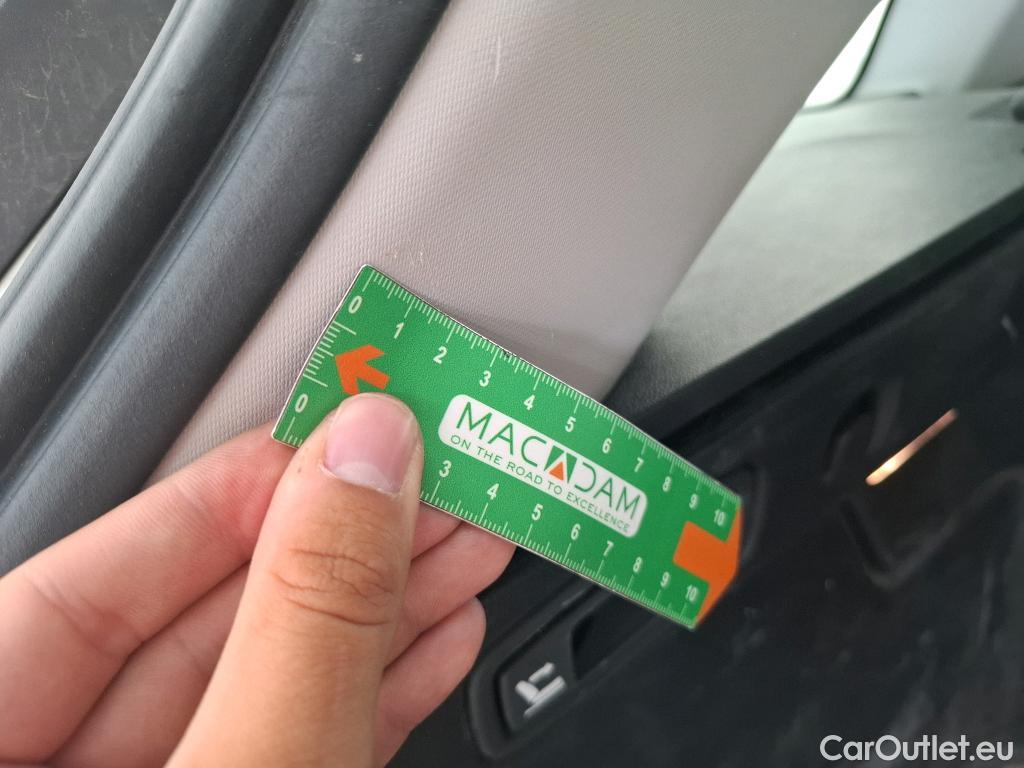 0 1 2 3 4 5 6 7 8 9 10
MACADAM
ON THE ROAD TO EXCELLENCE
0 3 4 5 6 7 8 9 10
CarOutlet.eu